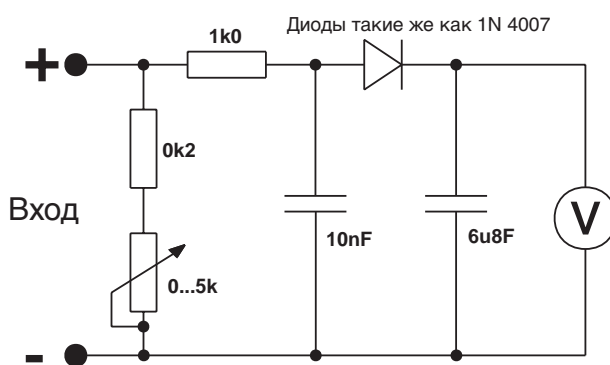 Диоды такие же как 1N 4007
1k0
+
0k2
Вход
10nF
6u8F
V
0...5k
-